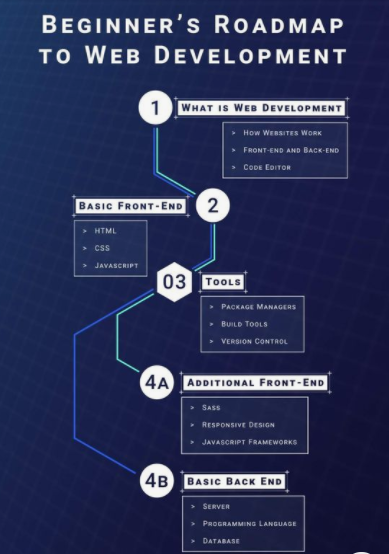 Beginner's Roadmap
to Web Development
1
What is Web Development
> How Websites Work
> Front-end and Back-end
> Code Editor
Basic Front-End
2
> HTML
> CSS
> Javascript
03
Tools
> Package Managers
> Build Tools
> Version Control
4A
Additional Front-End
> Sass
> Responsive Design
> Javascript Frameworks
4B
Basic Back End
> Server
> Programming Language
> Database